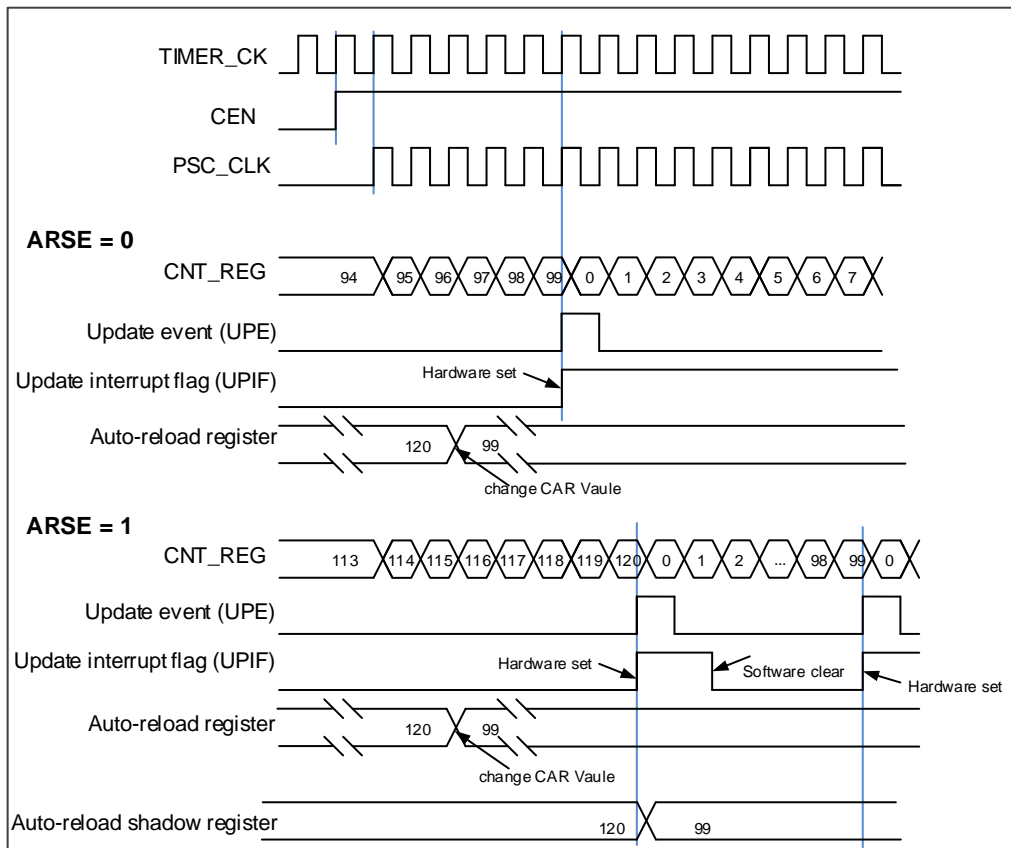 TIMER_CK
CEN
PSC_CLK
ARSE = 0
CNT_REG 94 95 96 97 98 99 0 1 2 3 4 5 6 7
Update event (UPE)
Update interrupt flag (UPIF) Hardware set
Auto-reload register 120 99
change CAR Vaule
ARSE = 1
CNT_REG 113 114 115 116 117 118 119 120 0 1 2 ... 98 99 0
Update event (UPE)
Update interrupt flag (UPIF) Hardware set Software clear Hardware set
Auto-reload register 120 99
change CAR Vaule
Auto-reload shadow register 120 99